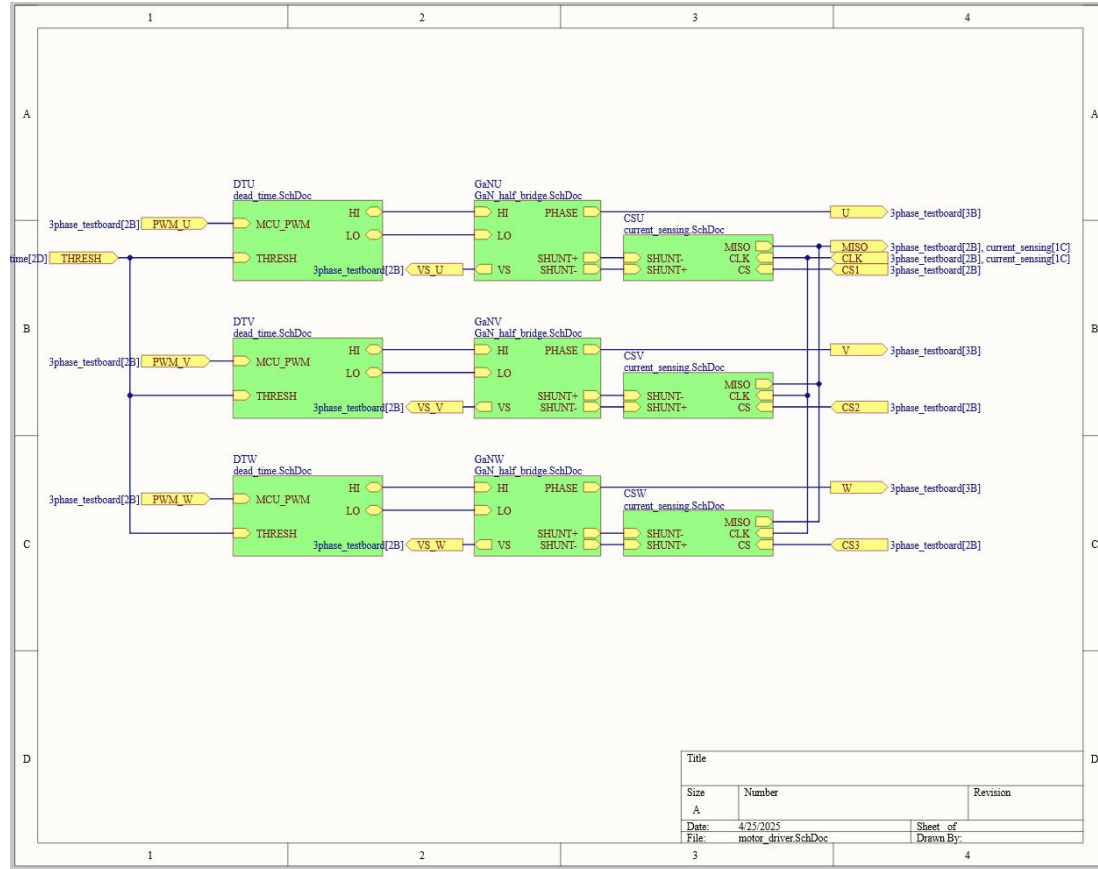 1 2 3 4
A A
DTU GaNU
dead_time.SchDoc GaN_half_bridge.SchDoc
HI HI PHASE U 3phase_testboard[3B]
CSU
3phase_testboard[2B] PWM_U MCU_PWM current_sensing.SchDoc
LO LO
MISO MISO 3phase_testboard[2B], current_sensing[1C]
time[2D] THRESH THRESH SHUNT+ SHUNT- CLK CLK 3phase_testboard[2B], current_sensing[1C]
3phase_testboard[2B] VS_U VS SHUNT- SHUNT+ CS CS1 3phase_testboard[2B]
DTV GaNV
B B
dead_time.SchDoc GaN_half_bridge.SchDoc
HI HI PHASE V 3phase_testboard[3B]
CSV
3phase_testboard[2B] PWM_V MCU_PWM current_sensing.SchDoc
LO LO
MISO
THRESH SHUNT+ SHUNT- CLK
3phase_testboard[2B] VS_V VS SHUNT- SHUNT+ CS CS2 3phase_testboard[2B]
DTW GaNW
dead_time.SchDoc GaN_half_bridge.SchDoc
HI HI PHASE W 3phase_testboard[3B]
CSW
3phase_testboard[2B] PWM_W MCU_PWM current_sensing.SchDoc
LO LO
MISO
THRESH SHUNT+ SHUNT- CLK
C C
3phase_testboard[2B] VS_W VS SHUNT- SHUNT+ CS CS3 3phase_testboard[2B]
D D
Title
Size Number Revision
A
Date: 4/25/2025 Sheet of
File: motor_driver.SchDoc Drawn By:
1 2 3 4